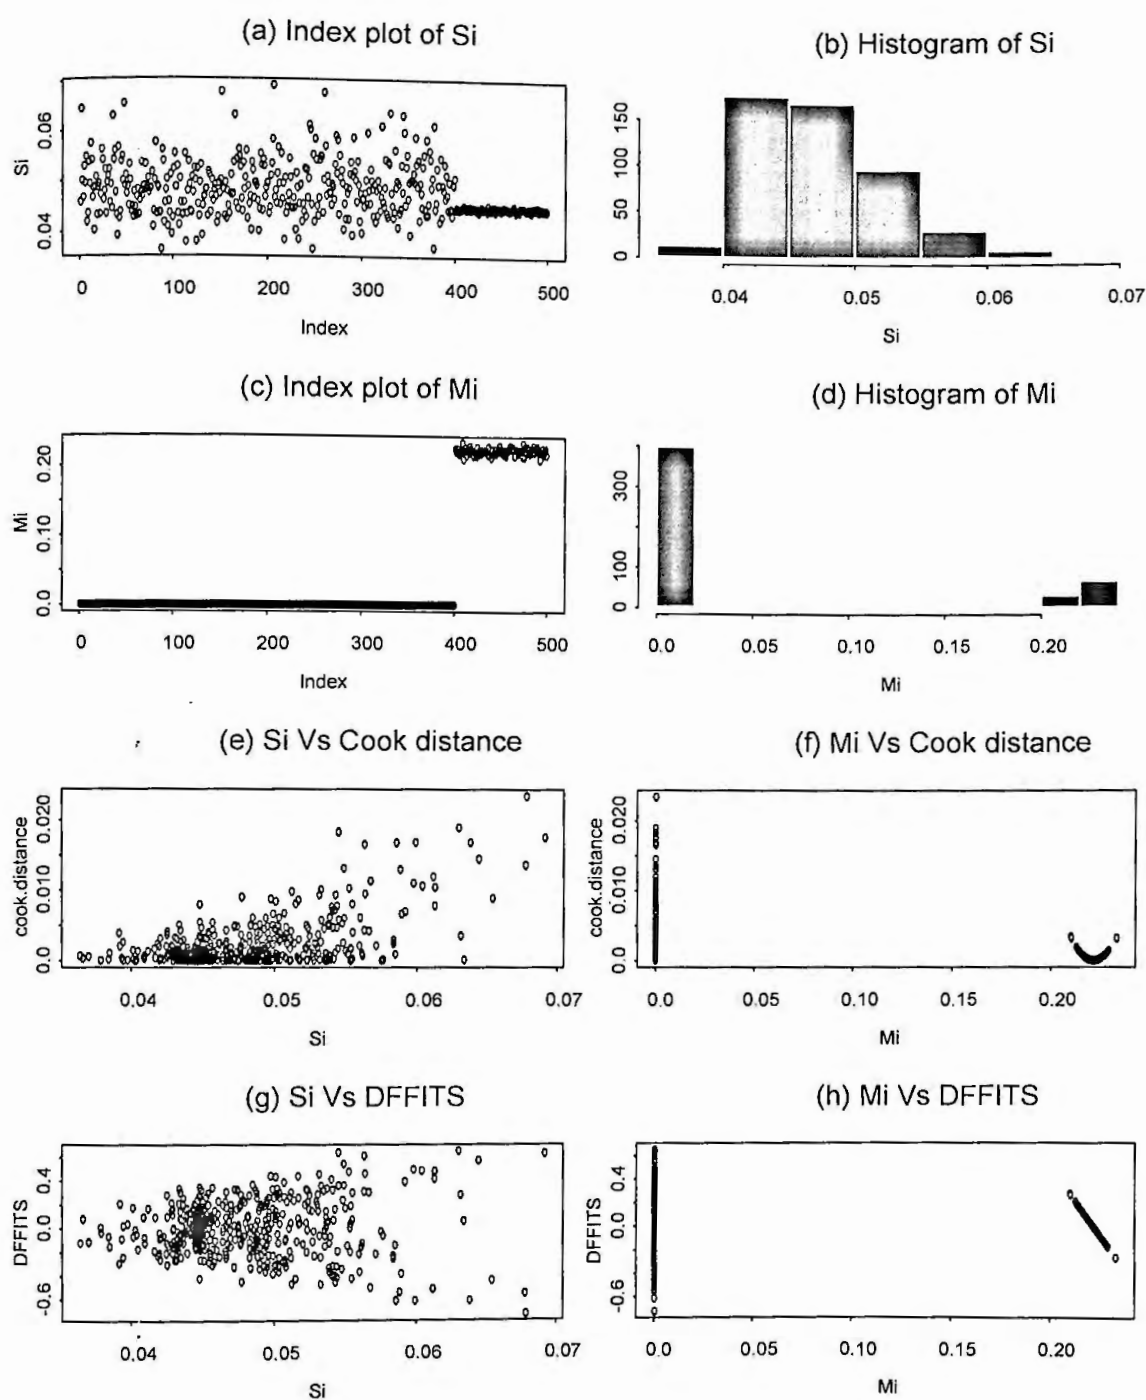 (a) Index plot of Si
(b) Histogram of Si
Si
0.04 0.06
0 100 200 300 400 500
Index
0 50 100 150
0.04 0.05 0.06 0.07
Si
(c) Index plot of Mi
(d) Histogram of Mi
Mi
0.0 0.10 0.20
0 100 200 300 400 500
Index
0 100 300
0.0 0.05 0.10 0.15 0.20
Mi
(e) Si Vs Cook distance
(f) Mi Vs Cook distance
cook.distance
0.0 0.010 0.020
0.04 0.05 0.06 0.07
Si
cook.distance
0.0 0.010 0.020
0.0 0.05 0.10 0.15 0.20
Mi
(g) Si Vs DFFITS
(h) Mi Vs DFFITS
DFFITS
-0.6 0.0 0.4
0.04 0.05 0.06 0.07
Si
DFFITS
-0.6 0.0 0.4
0.0 0.05 0.10 0.15 0.20
Mi